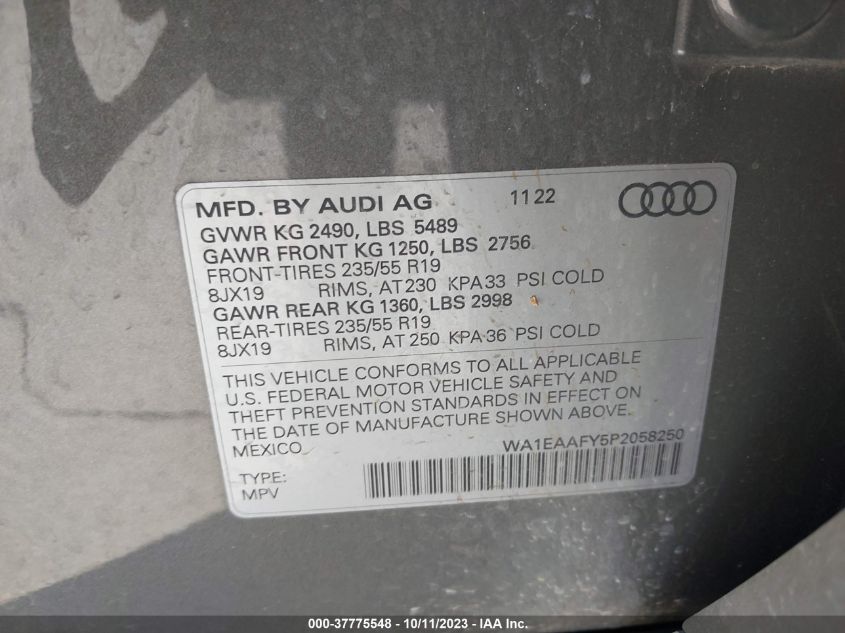 MFD. BY AUDI AG 11 22
GVWR KG 2490, LBS 5489
GAWR FRONT KG 1250, LBS 2756
FRONT-TIRES 235/55 R19
8JX19 RIMS, AT 230 KPA 33 PSI COLD
GAWR REAR KG 1360, LBS 2998
REAR-TIRES 235/55 R19
8JX19 RIMS, AT 250 KPA 36 PSI COLD
THIS VEHICLE CONFORMS TO ALL APPLICABLE
U.S. FEDERAL MOTOR VEHICLE SAFETY AND
THEFT PREVENTION STANDARDS IN EFFECT ON
THE DATE OF MANUFACTURE SHOWN ABOVE.
MEXICO WA1EAAFY5P2058250
TYPE:
MPV
000-37775548 - 10/11/2023 - IAA Inc.